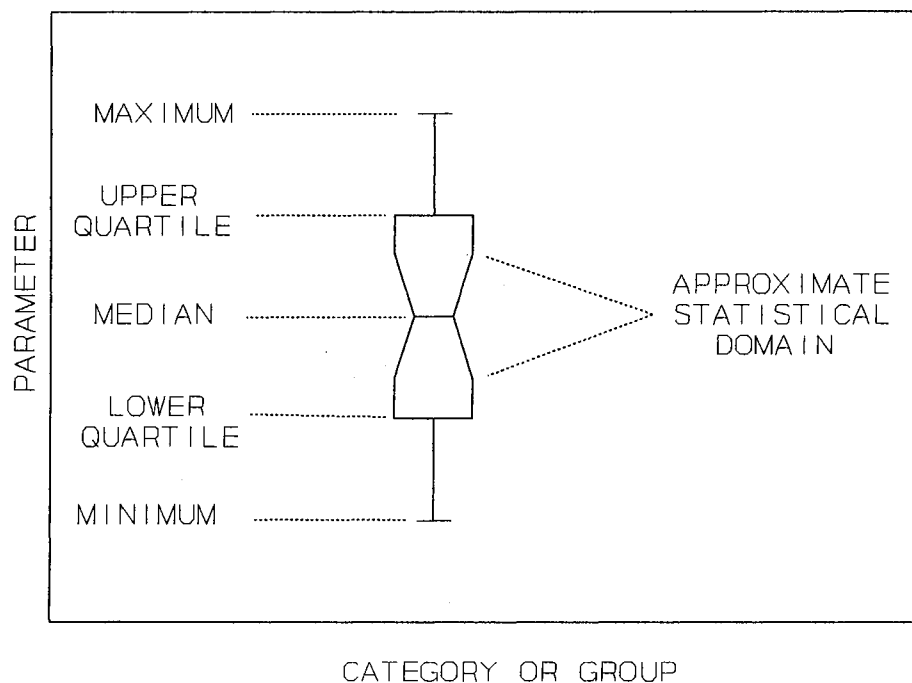 MAXIMUM
UPPER
QUARTILE
PARAMETER
MEDIAN
APPROXIMATE
STATISTICAL
DOMAIN
LOWER
QUARTILE
MINIMUM
CATEGORY OR GROUP